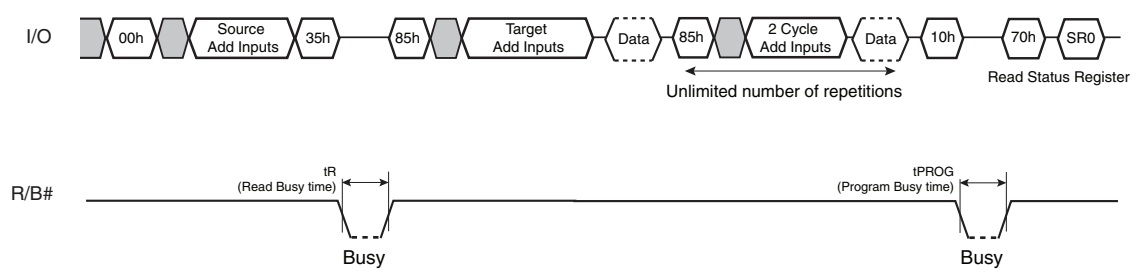 I/O
00h
Source
Add Inputs
35h
85h
Target
Add Inputs
Data
85h
2 Cycle
Add Inputs
Data
10h
70h
SR0
Unlimited number of repetitions
Read Status Register
R/B#
tR
(Read Busy time)
Busy
tPROG
(Program Busy time)
Busy